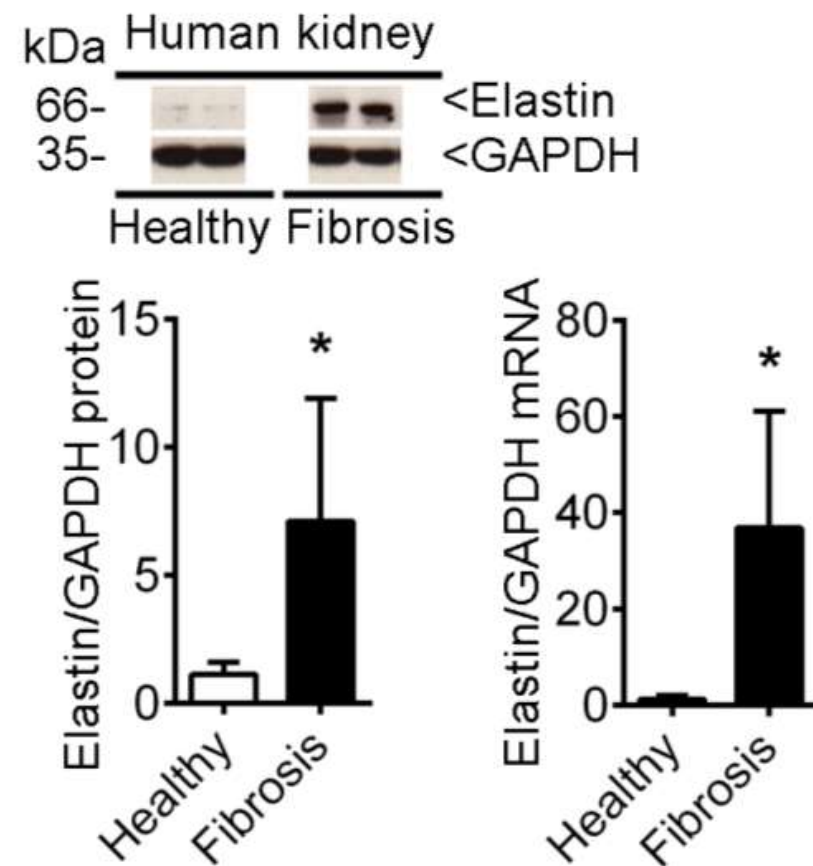 kDa Human kidney
66- <Elastin
35- <GAPDH
Healthy Fibrosis
Elastin/GAPDH protein
15
10
5
0
*
Healthy
Fibrosis
Elastin/GAPDH mRNA
80
60
40
20
0
*
Healthy
Fibrosis